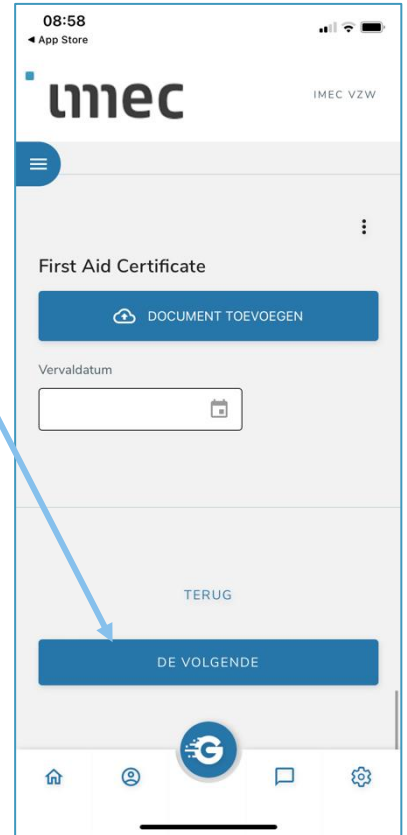 08:58
◀ App Store
imec
IMEC VZW
First Aid Certificate
DOCUMENT TOEVOEGEN
Vervaldatum
TERUG
DE VOLGENDE
G